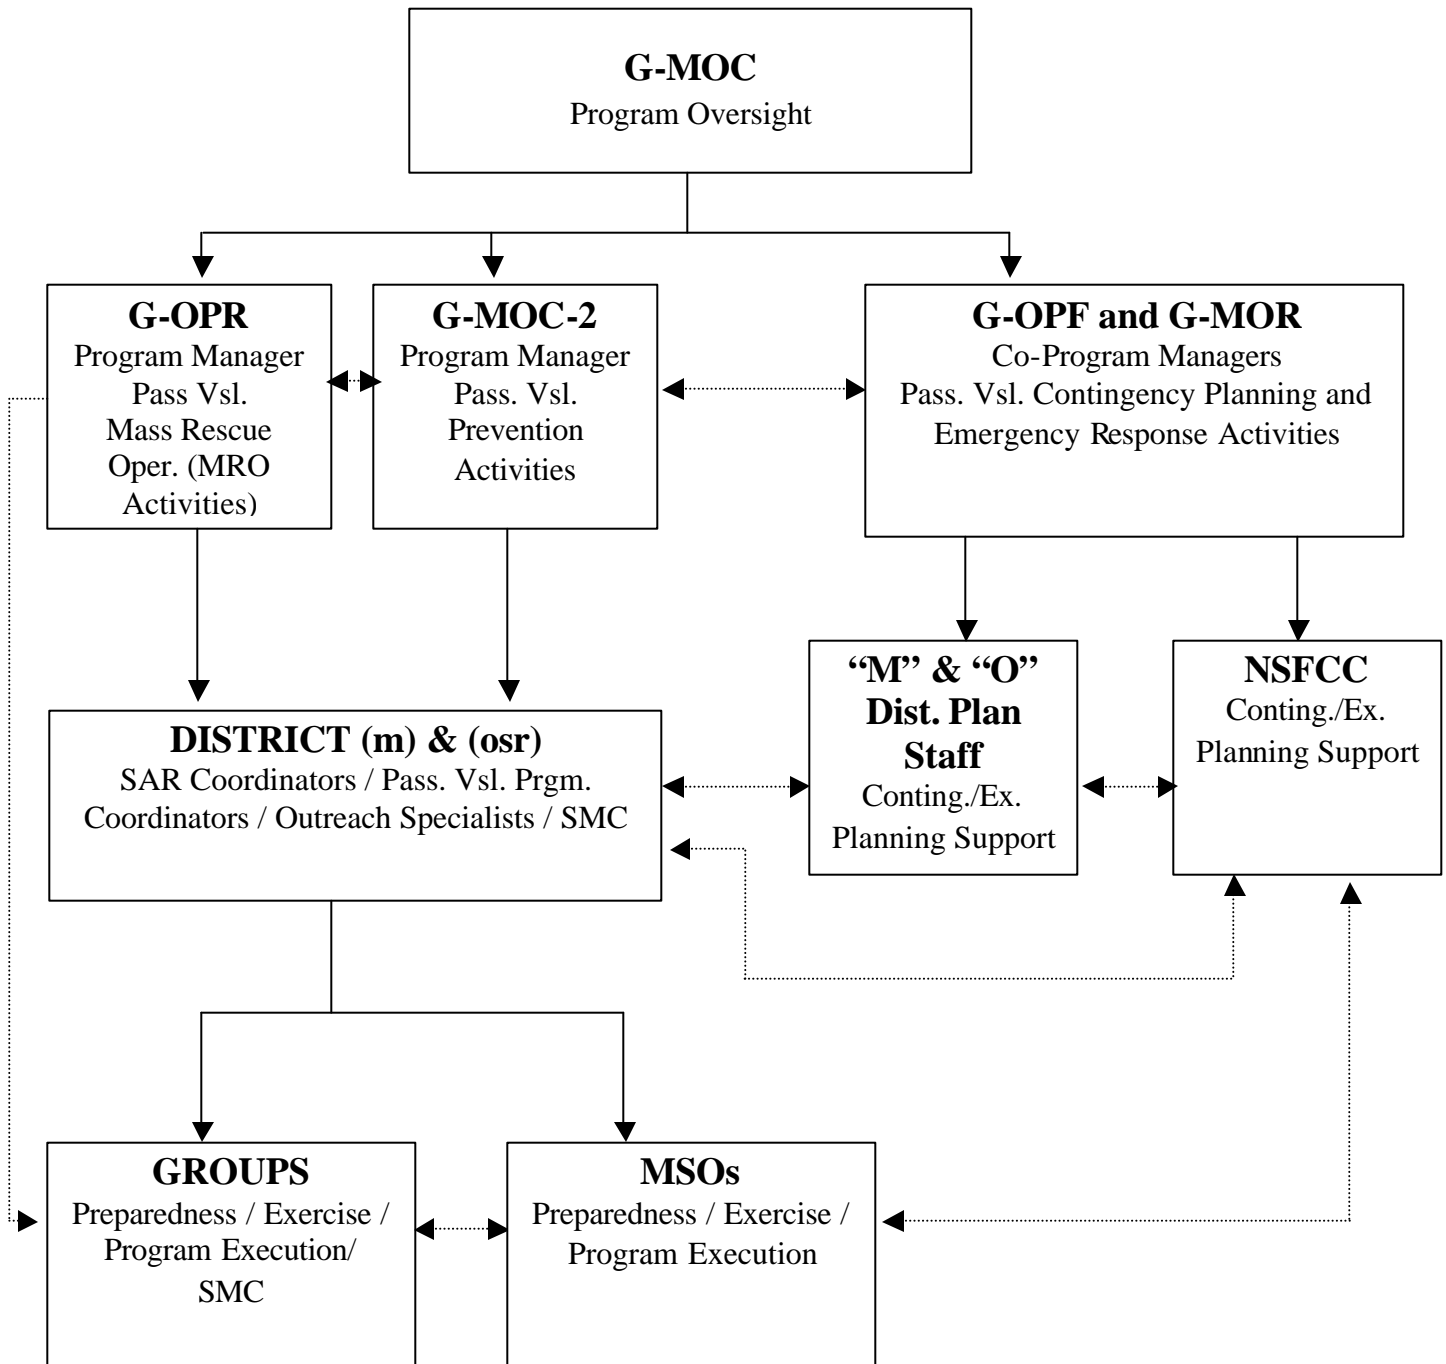 G-MOC
Program Oversight
G-OPR
Program Manager
Pass Vsl.
Mass Rescue
Oper. (MRO
Activities)
G-MOC-2
Program Manager
Pass. Vsl.
Prevention
Activities
G-OPF and G-MOR
Co-Program Managers
Pass. Vsl. Contingency Planning and
Emergency Response Activities
DISTRICT (m) & (osr)
SAR Coordinators / Pass. Vsl. Prgm.
Coordinators / Outreach Specialists / SMC
“M” & “O”
Dist. Plan
Staff
Conting./Ex.
Planning Support
NSFCC
Conting./Ex.
Planning Support
GROUPS
Preparedness / Exercise /
Program Execution/
SMC
MSOs
Preparedness / Exercise /
Program Execution